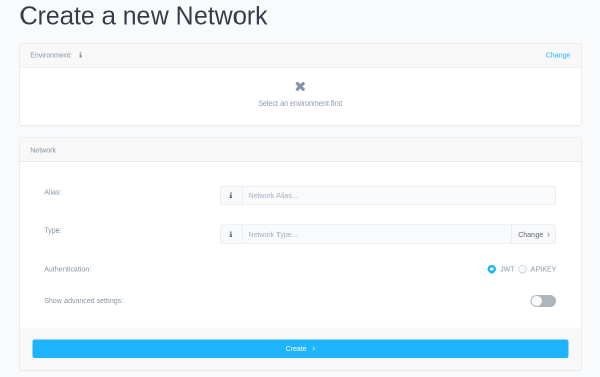 Create a new Network
Environment:
Change
Select an environment first
Network
Alias:
Network Alias...
Type:
Network Type...
Change
Authentication:
JWT
APIKEY
Show advanced settings:
Create